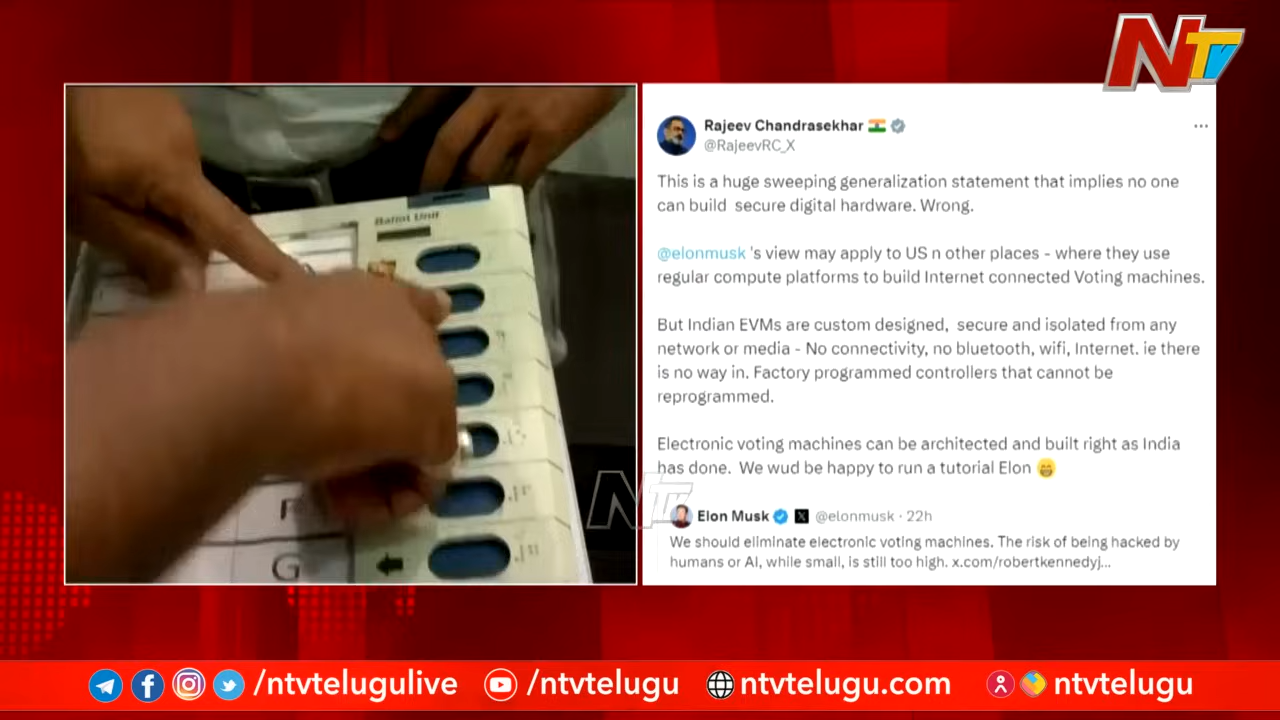 NTV
Ballot Unit
Rajeev Chandrasekhar
@RajeevRC_X
This is a huge sweeping generalization statement that implies no one
can build secure digital hardware. Wrong.
@elonmusk 's view may apply to US n other places - where they use
regular compute platforms to build Internet connected Voting machines.
But Indian EVMs are custom designed, secure and isolated from any
network or media - No connectivity, no bluetooth, wifi, Internet. ie there
is no way in. Factory programmed controllers that cannot be
reprogrammed.
Electronic voting machines can be architected and built right as India
has done. We wud be happy to run a tutorial Elon 😁
NTV
Elon Musk X @elonmusk · 22h
We should eliminate electronic voting machines. The risk of being hacked by
humans or AI, while small, is still too high. x.com/robertkennedyj...
G
/ntvtelugulive /ntvtelugu ntvtelugu.com ntvtelugu